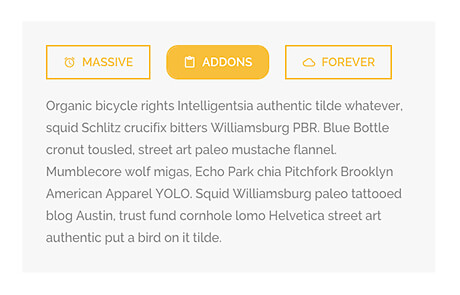 MASSIVE ADDONS FOREVER
Organic bicycle rights Intelligentsia authentic tilde whatever,
squid Schlitz crucifix bitters Williamsburg PBR. Blue Bottle
cronut tousled, street art paleo mustache flannel.
Mumblecore wolf migas, Echo Park chia Pitchfork Brooklyn
American Apparel YOLO. Squid Williamsburg paleo tattooed
blog Austin, trust fund cornhole lomo Helvetica street art
authentic put a bird on it tilde.